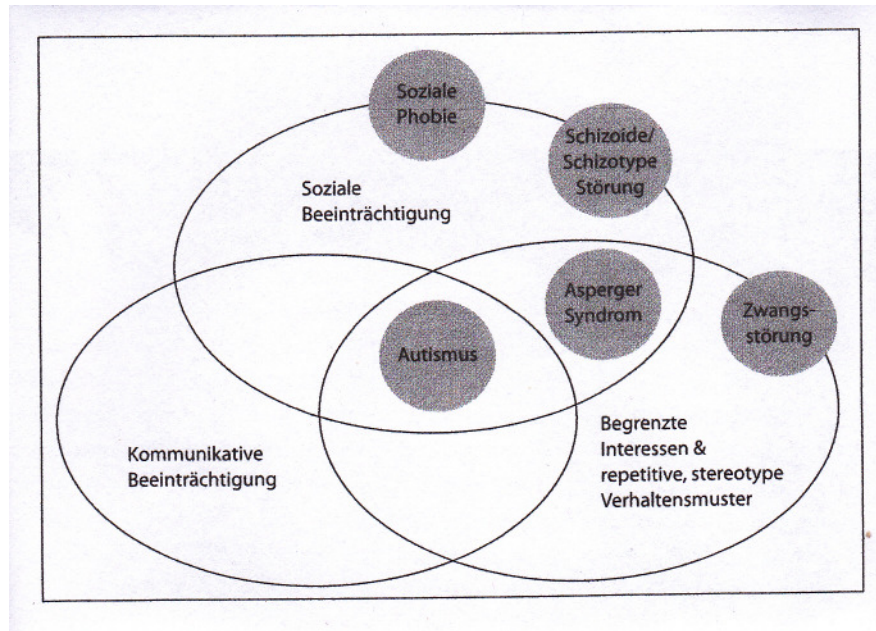 Soziale
Phobie
Schizoide/
Schizotype
Störung
Soziale
Beeinträchtigung
Asperger
Syndrom
Zwangs-
störung
Autismus
Begrenzte
Interessen &
repetitive, stereotype
Verhaltensmuster
Kommunikative
Beeinträchtigung